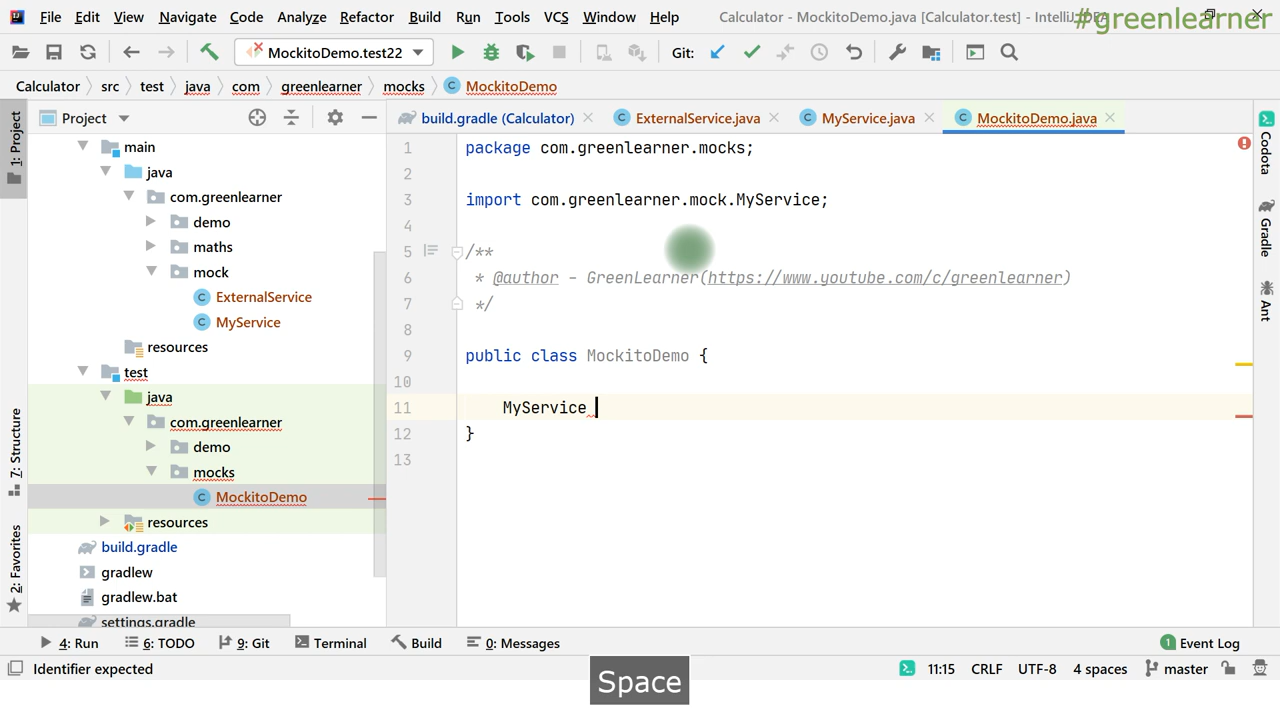 File Edit View Navigate Code Analyze Refactor Build Run Tools VCS Window Help Calculator - MockitoDemo.java [Calculator.test] - IntelliJ IDEA
#greenlearner
MockitoDemo.test22 Git:
Calculator src test java com greenlearner mocks MockitoDemo
Project build.gradle (Calculator) ExternalService.java MyService.java MockitoDemo.java
1: Project
7: Structure
2: Favorites
main
java
com.greenlearner
demo
maths
mock
ExternalService
MyService
resources
test
java
com.greenlearner
demo
mocks
MockitoDemo
resources
build.gradle
gradlew
gradlew.bat
settings.gradle
1 package com.greenlearner.mocks;
2
3 import com.greenlearner.mock.MyService;
4
5 /**
6 * @author - GreenLearner(https://www.youtube.com/c/greenlearner)
7 */
8
9 public class MockitoDemo {
10
11 MyService
12 }
13
Codota
Gradle
Ant
4: Run 6: TODO 9: Git Terminal Build 0: Messages 1 Event Log
Identifier expected 11:15 CRLF UTF-8 4 spaces master
Space